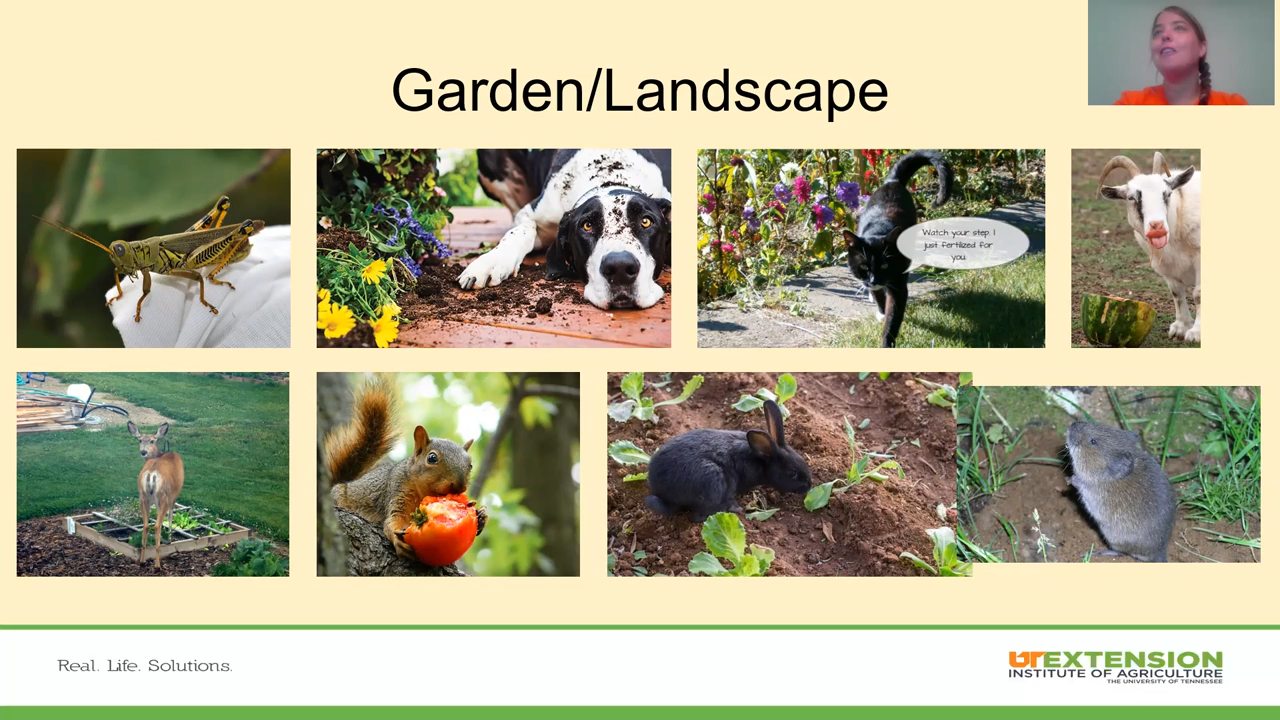 Garden/Landscape
Watch your step. I
just fertilized for
you.
Real. Life. Solutions.
UTEXTENSION
INSTITUTE OF AGRICULTURE
THE UNIVERSITY OF TENNESSEE